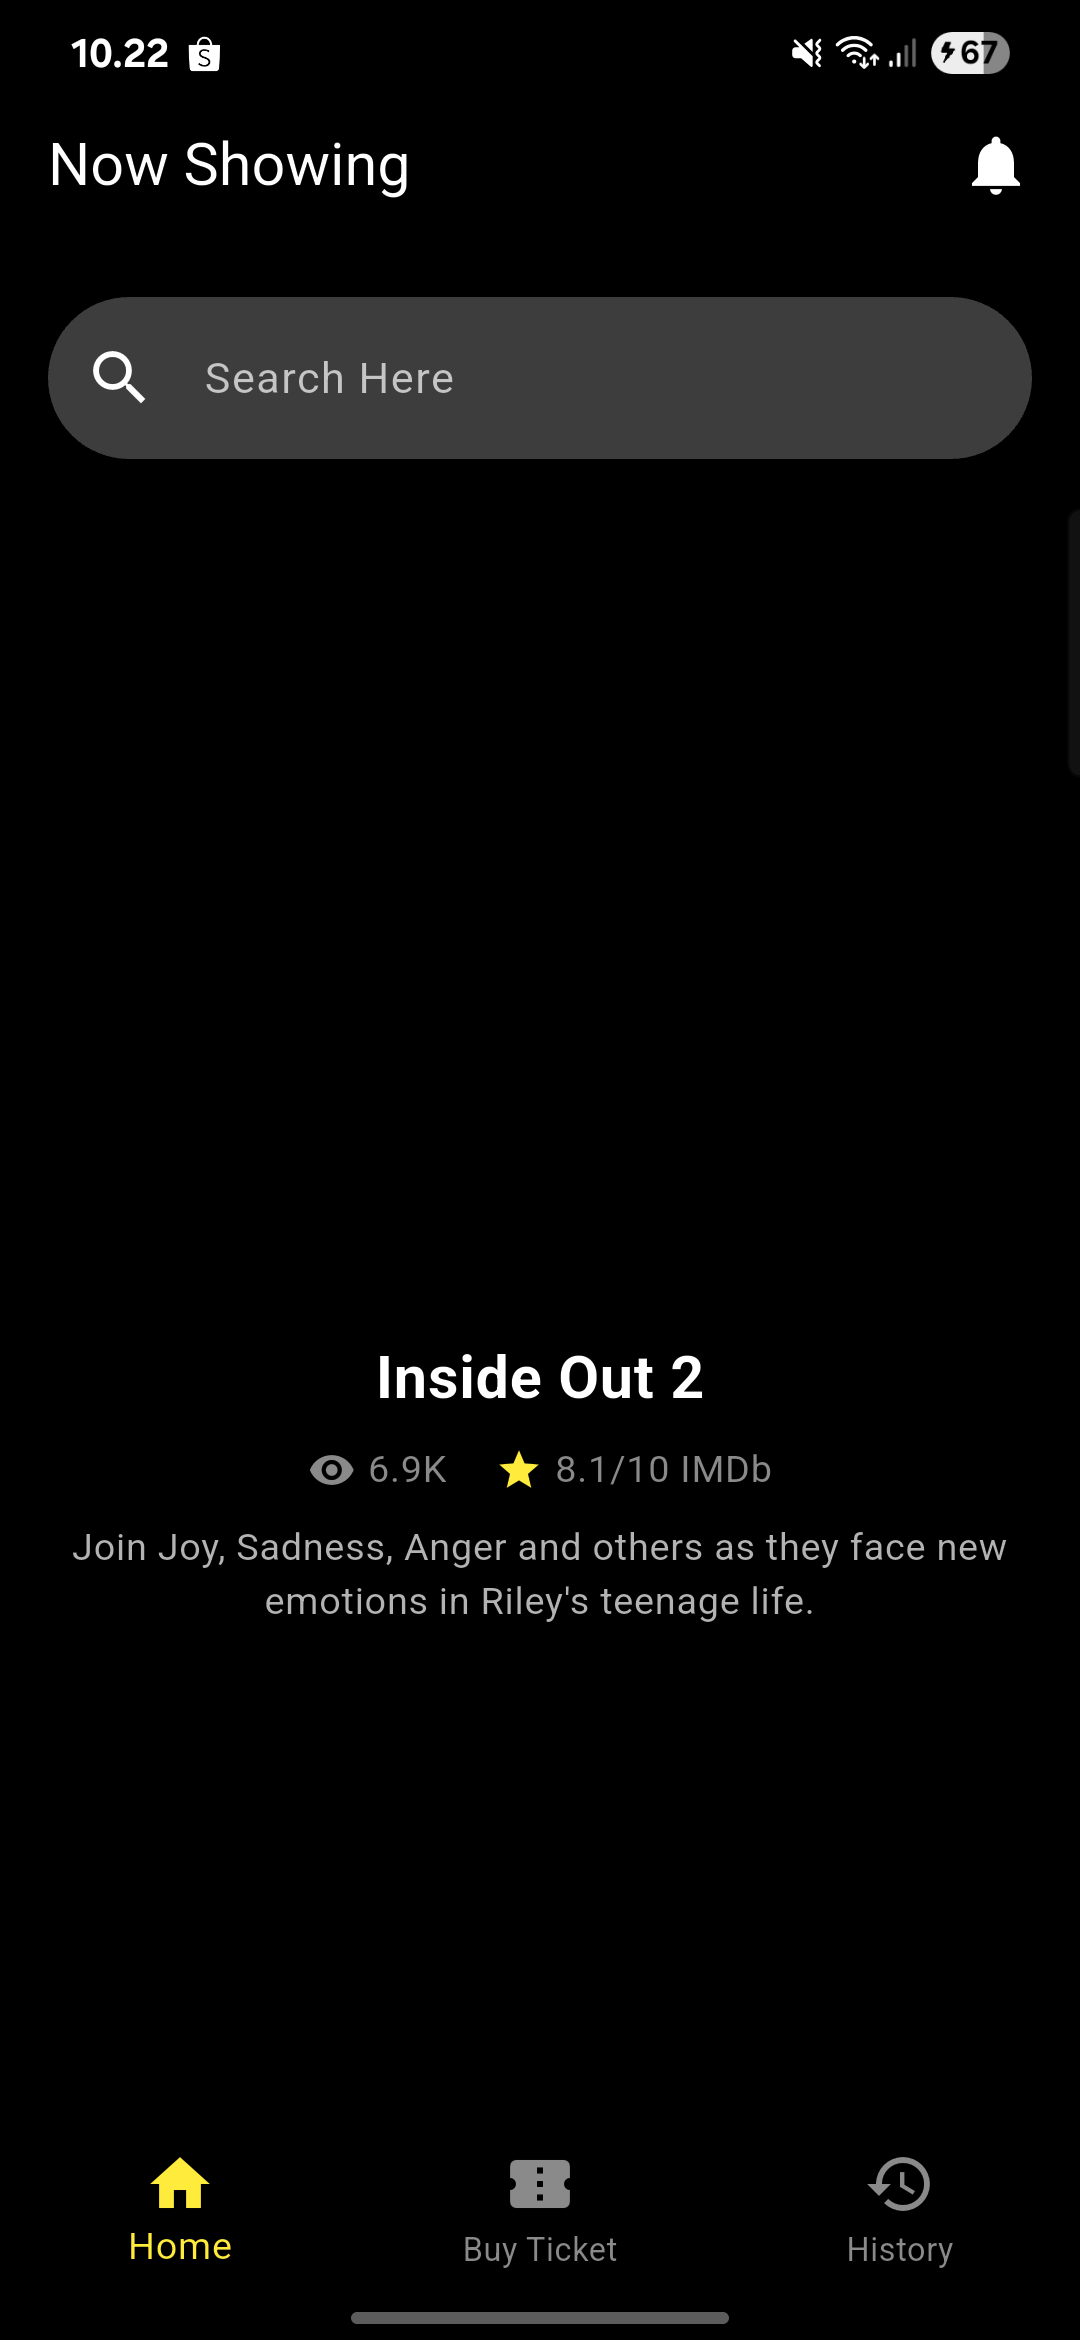 10.22
67
Now Showing
Search Here
Inside Out 2
6.9K 8.1/10 IMDb
Join Joy, Sadness, Anger and others as they face new
emotions in Riley's teenage life.
Home Buy Ticket History